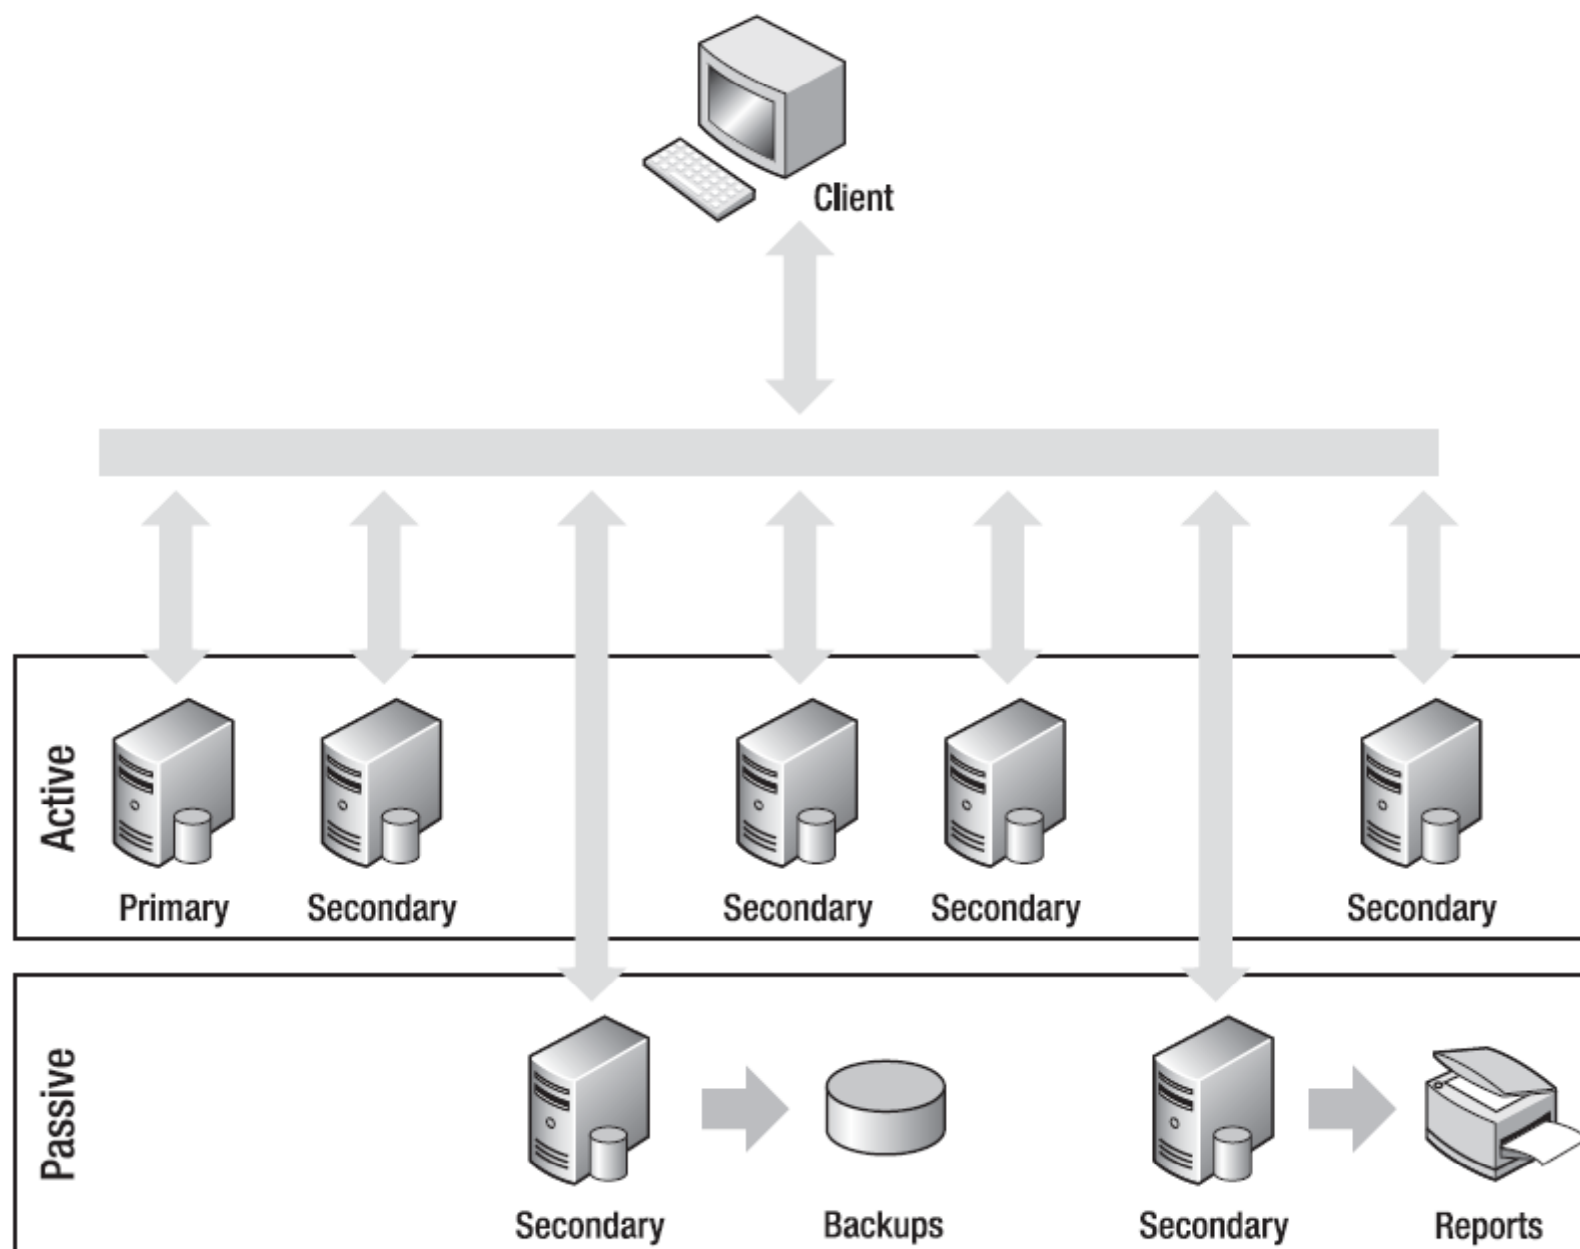 Client
Active
Primary
Secondary
Secondary
Secondary
Secondary
Passive
Secondary
Backups
Secondary
Reports